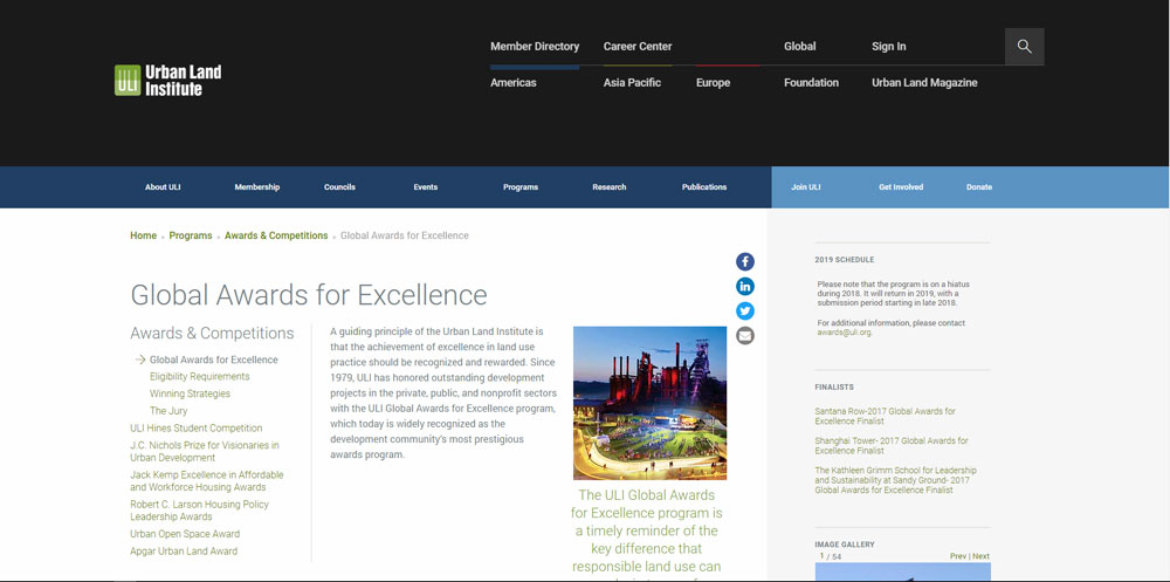 Member Directory
Career Center
Global
Sign In
ULI Urban Land
Institute
Americas
Asia Pacific
Europe
Foundation
Urban Land Magazine
About ULI
Membership
Councils
Events
Programs
Research
Publications
Join ULI
Get Involved
Donate
Home
Programs
Awards & Competitions
Global Awards for Excellence
Global Awards for Excellence
Awards & Competitions
Global Awards for Excellence
Eligibility Requirements
Winning Strategies
The Jury
ULI Hines Student Competition
J.C. Nichols Prize for Visionaries in
Urban Development
Jack Kemp Excellence in Affordable
and Workforce Housing Awards
Robert C. Larson Housing Policy
Leadership Awards
Urban Open Space Award
Apgar Urban Land Award
A guiding principle of the Urban Land Institute is
that the achievement of excellence in land use
practice should be recognized and rewarded. Since
1979, ULI has honored outstanding development
projects in the private, public, and nonprofit sectors
with the ULI Global Awards for Excellence program,
which today is widely recognized as the
development community's most prestigious
awards program.
The ULI Global Awards
for Excellence program is
a timely reminder of the
key difference that
responsible land use can
2019 SCHEDULE
Please note that the program is on a hiatus
during 2018. It will return in 2019, with a
submission period starting in late 2018.
For additional information, please contact
awards@uli.org.
FINALISTS
Santana Row-2017 Global Awards for
Excellence Finalist
Shanghai Tower- 2017 Global Awards for
Excellence Finalist
The Kathleen Grimm School for Leadership
and Sustainability at Sandy Ground- 2017
Global Awards for Excellence Finalist
IMAGE GALLERY
1 / 54
Prev | Next